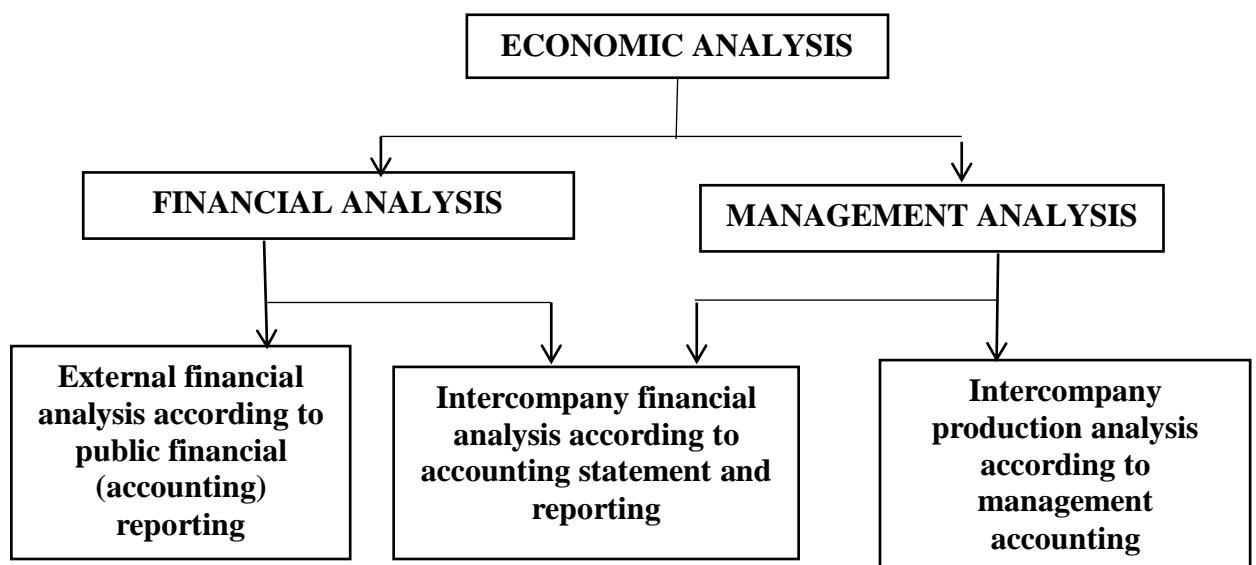 ECONOMIC ANALYSIS
FINANCIAL ANALYSIS
MANAGEMENT ANALYSIS
External financial
analysis according to
public financial
(accounting)
reporting
Intercompany financial
analysis according to
accounting statement and
reporting
Intercompany
production analysis
according to
management
accounting